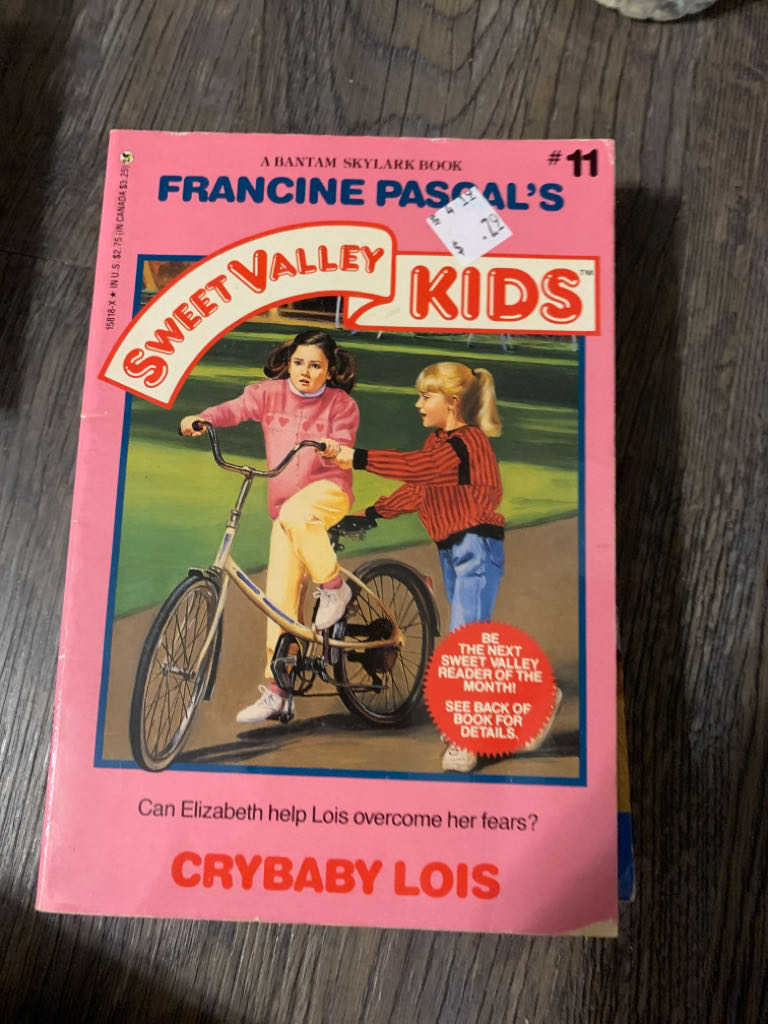 A BANTAM SKYLARK BOOK
#11
FRANCINE PASCAL'S
.29
SWEET VALLEY
KIDS™
15818-X ★ IN U.S. $2.75 (IN CANADA $3.25)
BE
THE NEXT
SWEET VALLEY
READER OF THE
MONTH!
SEE BACK OF
BOOK FOR
DETAILS.
Can Elizabeth help Lois overcome her fears?
CRYBABY LOIS